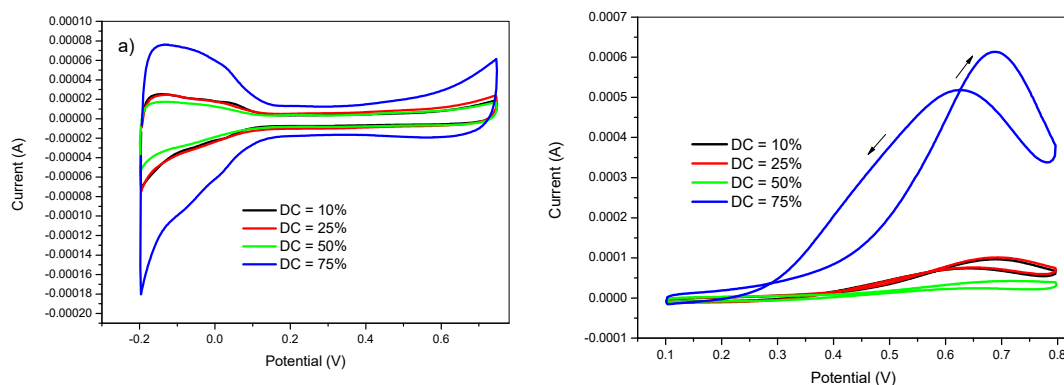 a)
0.00010
0.00008
0.00006
0.00004
0.00002
0.00000
-0.00002
-0.00004
-0.00006
-0.00008
-0.00010
-0.00012
-0.00014
-0.00016
-0.00018
-0.00020
Current (A)
DC = 10%
DC = 25%
DC = 50%
DC = 75%
-0.2 0.0 0.2 0.4 0.6
Potential (V)
0.0007
0.0006
0.0005
0.0004
0.0003
0.0002
0.0001
0.0000
-0.0001
Current (A)
DC = 10%
DC = 25%
DC = 50%
DC = 75%
0.1 0.2 0.3 0.4 0.5 0.6 0.7 0.8
Potential (V)